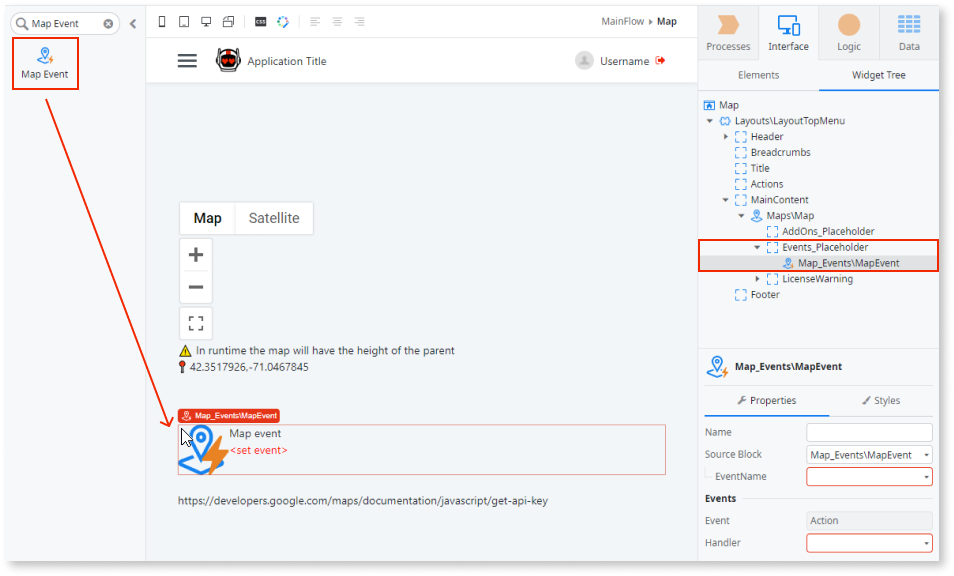 Map Event
Map Event
CSS
MainFlow Map
Application Title
Username
Map Satellite
In runtime the map will have the height of the parent
42.3517926,-71.0467845
Map_Events\MapEvent
Map event
<set event>
https://developers.google.com/maps/documentation/javascript/get-api-key
Processes
Interface
Logic
Data
Elements
Widget Tree
Map
Layouts\LayoutTopMenu
Header
Breadcrumbs
Title
Actions
MainContent
Maps\Map
AddOns_Placeholder
Events_Placeholder
Map_Events\MapEvent
LicenseWarning
Footer
Map_Events\MapEvent
Properties
Styles
Name
Source Block Map_Events\MapEvent
EventName
Events
Event Action
Handler